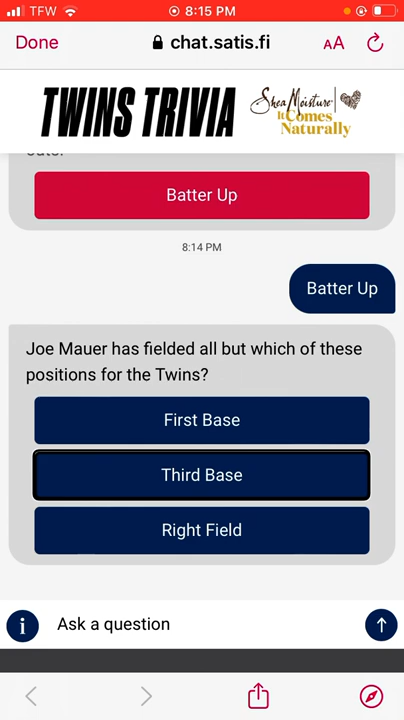 TFW 8:15 PM
Done chat.satis.fi AA
TWINS TRIVIA
SheaMoisture
It Comes
Naturally
outs.
Batter Up
8:14 PM
Batter Up
Joe Mauer has fielded all but which of these
positions for the Twins?
First Base
Third Base
Right Field
i Ask a question